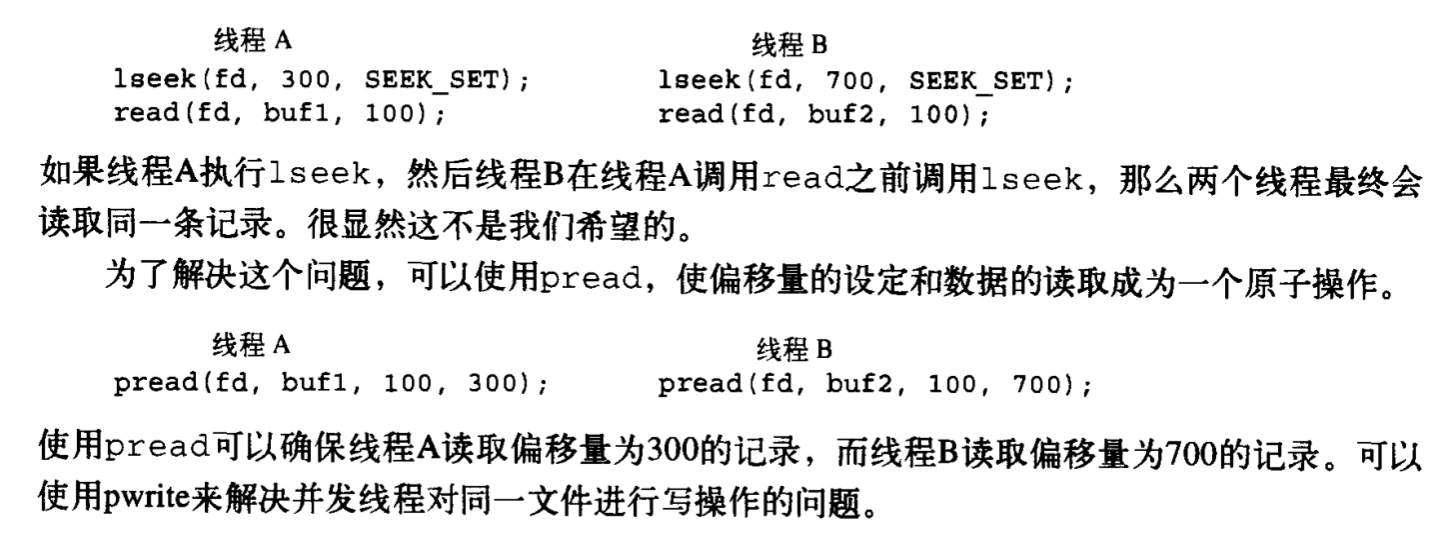 线程 A 线程 B
lseek(fd, 300, SEEK_SET); lseek(fd, 700, SEEK_SET);
read(fd, buf1, 100); read(fd, buf2, 100);
如果线程A执行lseek，然后线程B在线程A调用read之前调用lseek，那么两个线程最终会
读取同一条记录。很显然这不是我们希望的。
为了解决这个问题，可以使用pread，使偏移量的设定和数据的读取成为一个原子操作。
线程 A 线程 B
pread(fd, buf1, 100, 300); pread(fd, buf2, 100, 700);
使用pread可以确保线程A读取偏移量为300的记录，而线程B读取偏移量为700的记录。可以
使用pwrite来解决并发线程对同一文件进行写操作的问题。